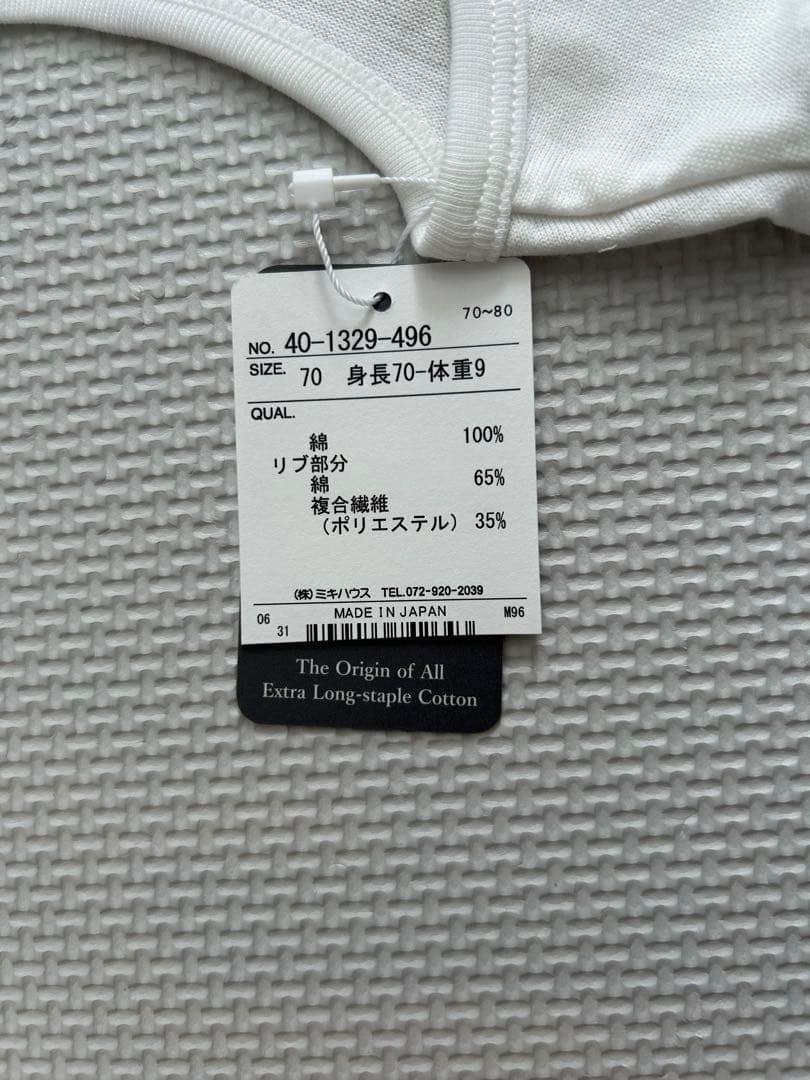 70~80
NO. 40-1329-496
SIZE. 70 身長70-体重9
QUAL.
綿 100%
リブ部分
綿 65%
複合繊維
(ポリエステル) 35%
(株)ミキハウス TEL.072-920-2039
MADE IN JAPAN
06 31 M96
The Origin of All
Extra Long-staple Cotton